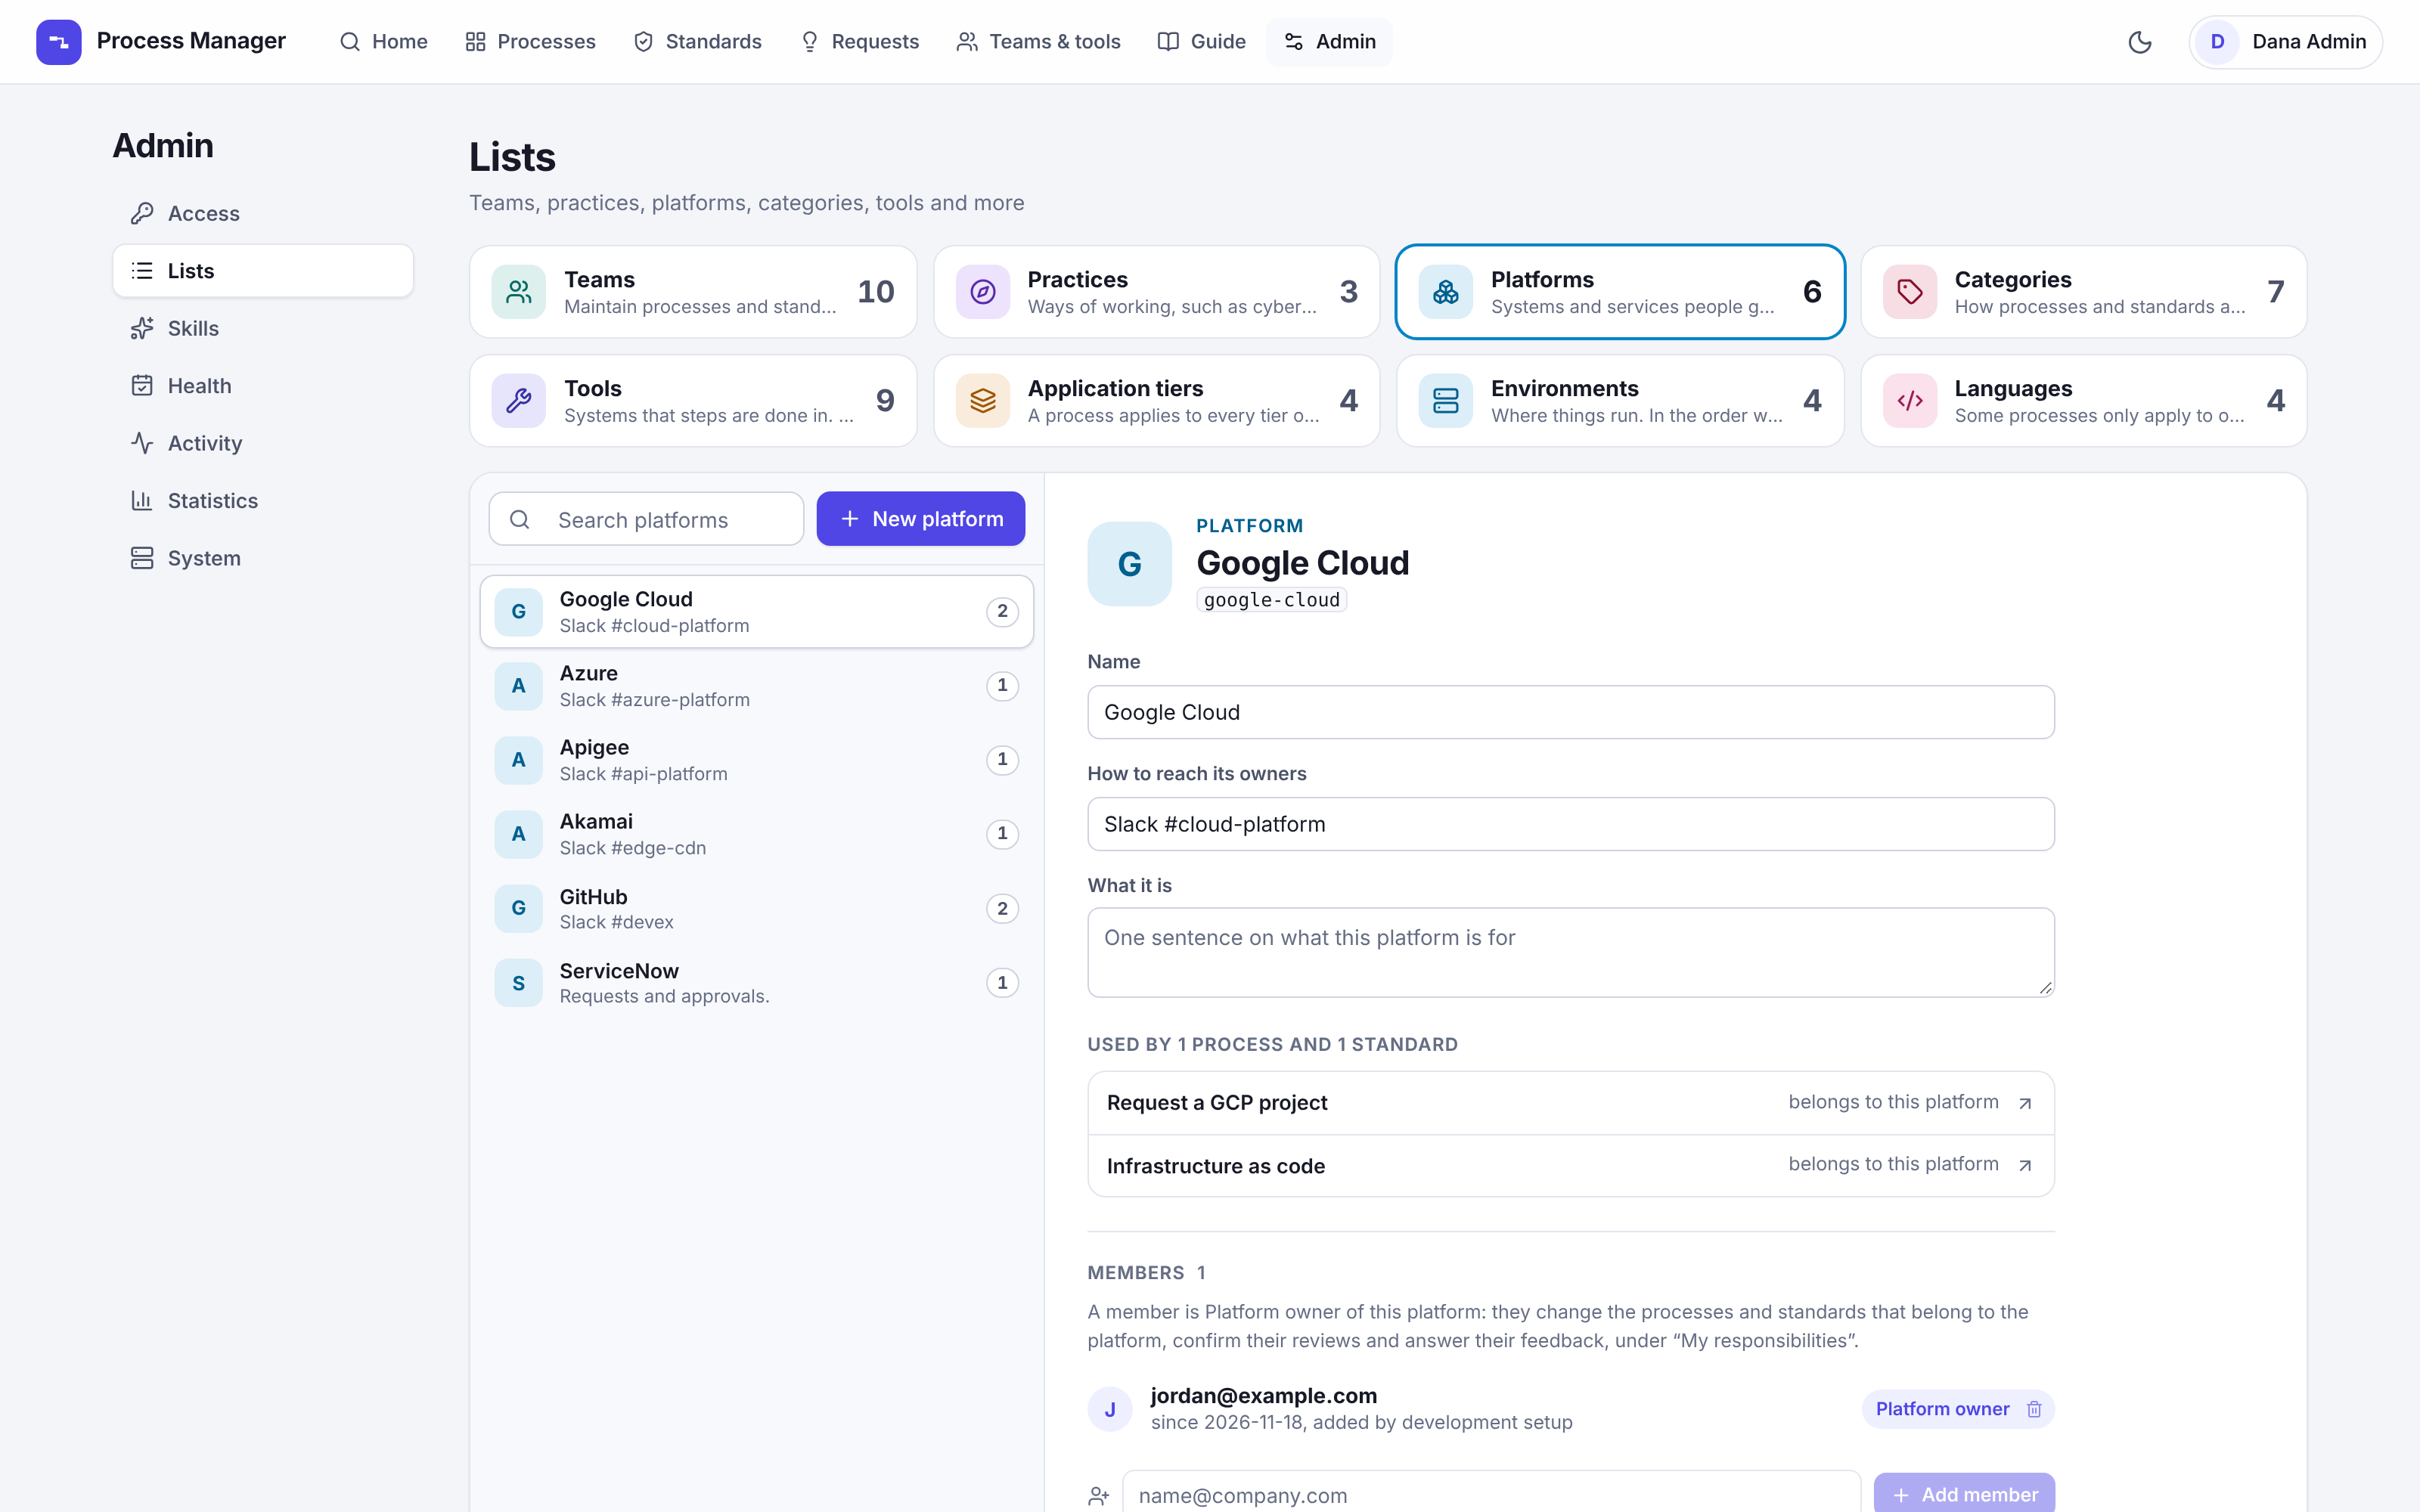 Process Manager
Home
Processes
Standards
Requests
Teams & tools
Guide
Admin
D
Dana Admin
Admin
Access
Lists
Skills
Health
Activity
Statistics
System
Lists
Teams, practices, platforms, categories, tools and more
Teams
Maintain processes and stand...
10
Practices
Ways of working, such as cyber...
3
Platforms
Systems and services people g...
6
Categories
How processes and standards a...
7
Tools
Systems that steps are done in. ...
9
Application tiers
A process applies to every tier o...
4
Environments
Where things run. In the order w...
4
Languages
Some processes only apply to o...
4
Search platforms
New platform
G
Google Cloud
Slack #cloud-platform
2
A
Azure
Slack #azure-platform
1
A
Apigee
Slack #api-platform
1
A
Akamai
Slack #edge-cdn
1
G
GitHub
Slack #devex
2
S
ServiceNow
Requests and approvals.
1
G
PLATFORM
Google Cloud
google-cloud
Name
Google Cloud
How to reach its owners
Slack #cloud-platform
What it is
One sentence on what this platform is for
USED BY 1 PROCESS AND 1 STANDARD
Request a GCP project
belongs to this platform
Infrastructure as code
belongs to this platform
MEMBERS 1
A member is Platform owner of this platform: they change the processes and standards that belong to the
platform, confirm their reviews and answer their feedback, under “My responsibilities”.
J
jordan@example.com
since 2026-11-18, added by development setup
Platform owner
name@company.com
Add member